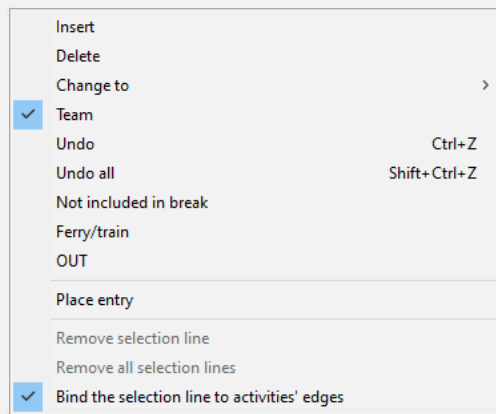 Insert
Delete
Change to
Team
Undo Ctrl+Z
Undo all Shift+Ctrl+Z
Not included in break
Ferry/train
OUT
Place entry
Remove selection line
Remove all selection lines
Bind the selection line to activities' edges